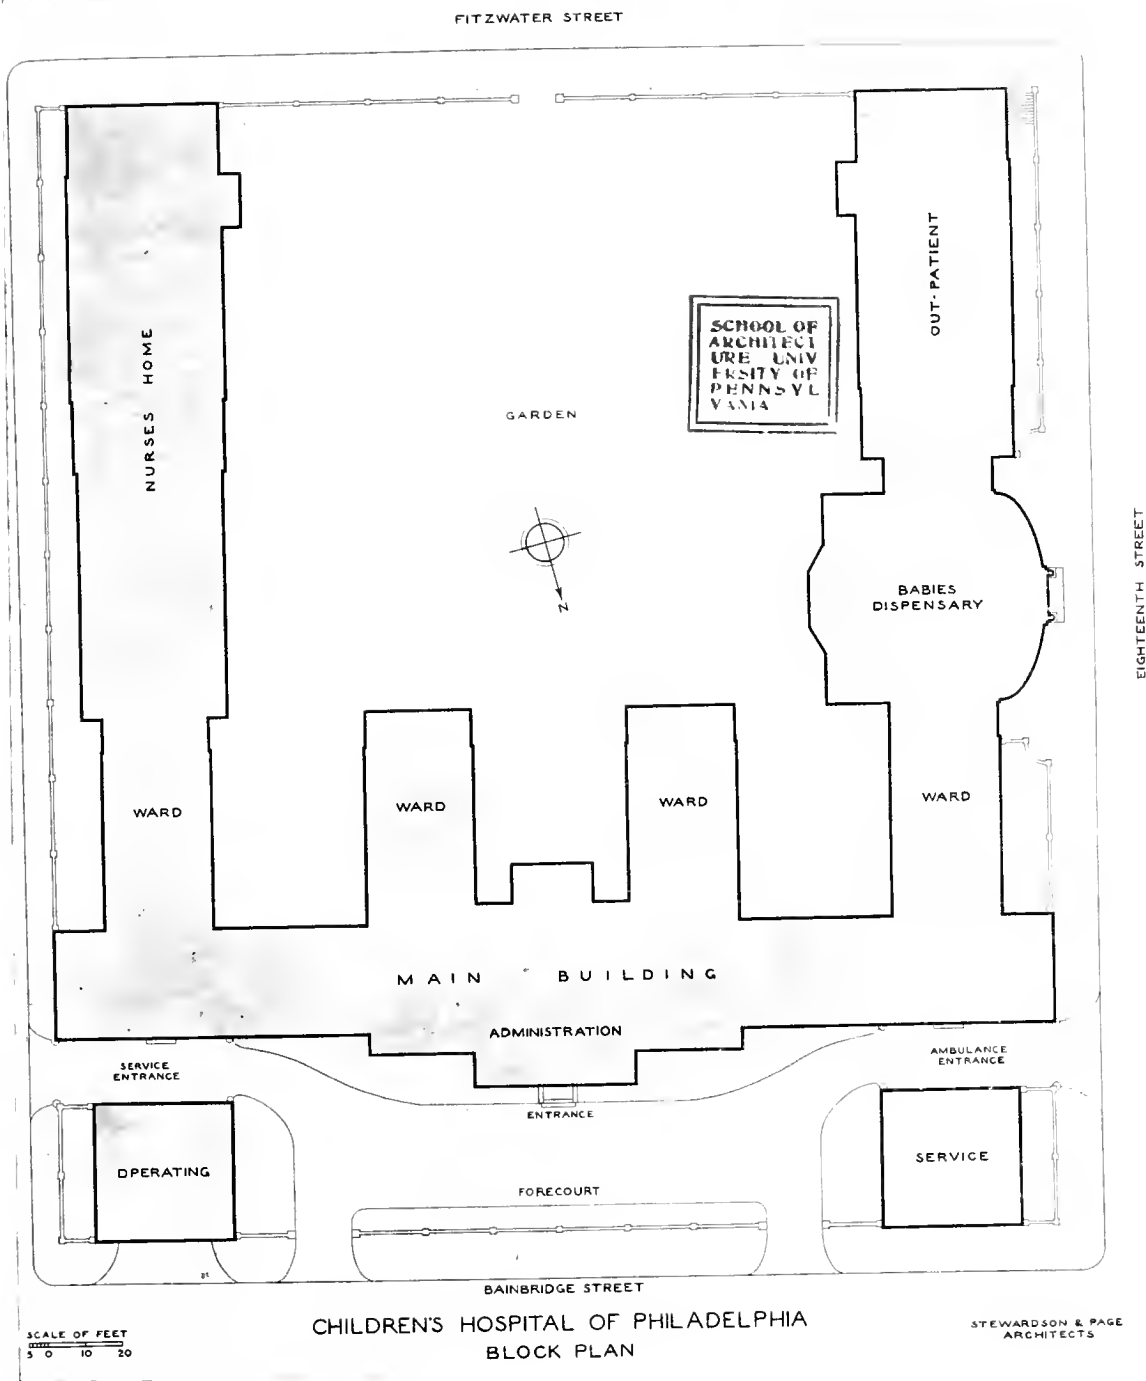 FITZWATER STREET
NURSES HOME
OUT-PATIENT
SCHOOL OF
ARCHITECT
URE UNIV
ERSITY OF
PENNSYL
VANIA
GARDEN
N
EIGHTEENTH STREET
BABIES
DISPENSARY
WARD
WARD
WARD
WARD
MAIN BUILDING
ADMINISTRATION
SERVICE
ENTRANCE
AMBULANCE
ENTRANCE
ENTRANCE
OPERATING
SERVICE
FORECOURT
BAINBRIDGE STREET
CHILDREN'S HOSPITAL OF PHILADELPHIA
BLOCK PLAN
SCALE OF FEET
5 0 10 20
STEWARDSON & PAGE
ARCHITECTS